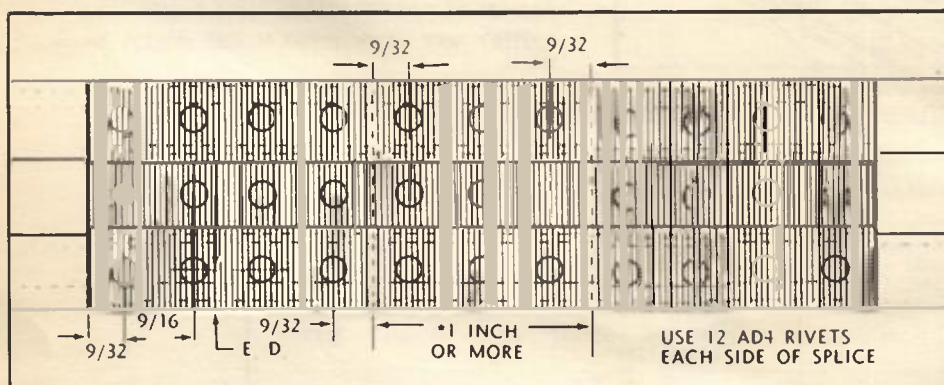 9/32
9/32
9/16
9/32
9/32
E D
*1 INCH
OR MORE
USE 12 AD4 RIVETS
EACH SIDE OF SPLICE